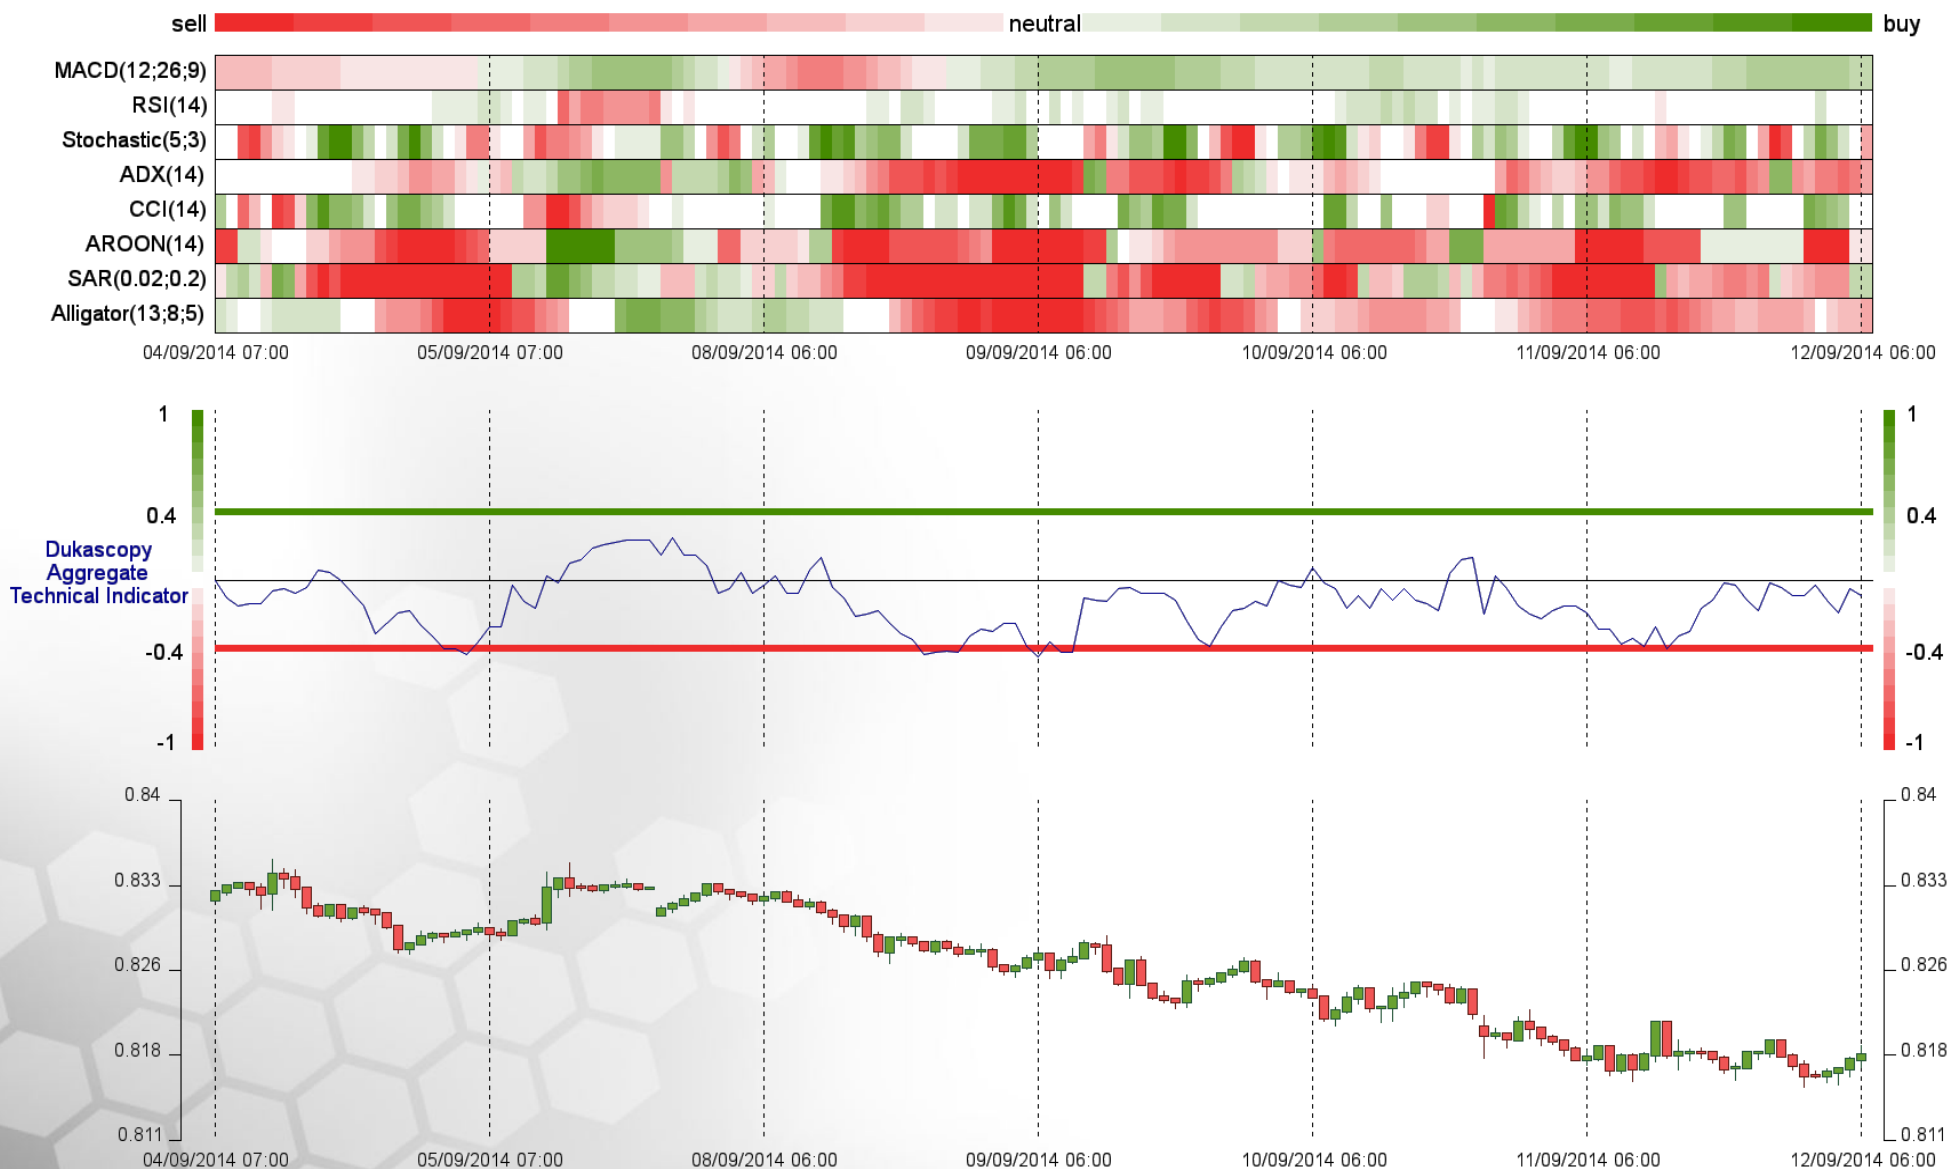 sell neutral buy
MACD(12;26;9)
RSI(14)
Stochastic(5;3)
ADX(14)
CCI(14)
AROON(14)
SAR(0.02;0.2)
Alligator(13;8;5)
04/09/2014 07:00 05/09/2014 07:00 08/09/2014 06:00 09/09/2014 06:00 10/09/2014 06:00 11/09/2014 06:00 12/09/2014 06:00
1 1
0.4 0.4
Dukascopy
Aggregate
Technical Indicator
-0.4 -0.4
-1 -1
0.84 0.84
0.833 0.833
0.826 0.826
0.818 0.818
0.811 0.811
04/09/2014 07:00 05/09/2014 07:00 08/09/2014 06:00 09/09/2014 06:00 10/09/2014 06:00 11/09/2014 06:00 12/09/2014 06:00